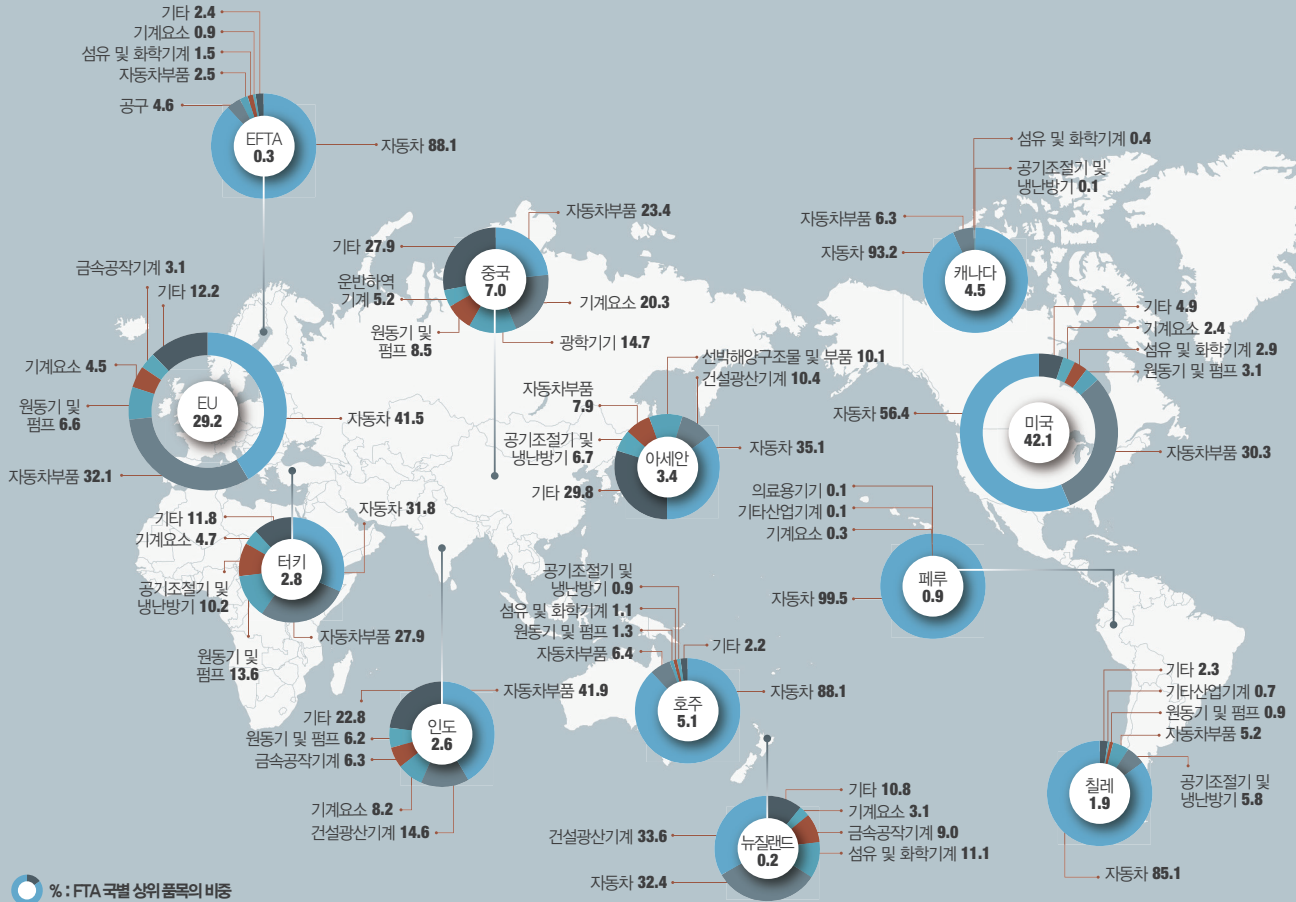 기타 2.4
기계요소 0.9
섬유 및 화학기계 1.5
자동차부품 2.5
공구 4.6
EFTA
0.3
자동차 88.1
자동차부품 23.4
기타 27.9
운반하역
기계 5.2
중국
7.0
기계요소 20.3
원동기 및
펌프 8.5
광학기기 14.7
섬유 및 화학기계 0.4
공기조절기 및
냉난방기 0.1
자동차부품 6.3
자동차 93.2
캐나다
4.5
금속공작기계 3.1
기타 12.2
기계요소 4.5
원동기 및
펌프 6.6
EU
29.2
자동차 41.5
자동차부품 32.1
선박해양구조물 및 부품 10.1
건설광산기계 10.4
자동차부품
7.9
공기조절기 및
냉난방기 6.7
아세안
3.4
자동차 35.1
기타 29.8
기타 4.9
기계요소 2.4
섬유 및 화학기계 2.9
원동기 및 펌프 3.1
자동차 56.4
미국
42.1
자동차부품 30.3
기타 11.8
기계요소 4.7
자동차 31.8
터키
2.8
공기조절기 및
냉난방기 10.2
원동기 및
펌프 13.6
자동차부품 27.9
의료용기기 0.1
기타산업기계 0.1
기계요소 0.3
페루
0.9
자동차 99.5
공기조절기 및
냉난방기 0.9
섬유 및 화학기계 1.1
원동기 및 펌프 1.3
자동차부품 6.4
기타 2.2
호주
5.1
자동차 88.1
자동차부품 41.9
기타 22.8
원동기 및 펌프 6.2
금속공작기계 6.3
인도
2.6
기계요소 8.2
건설광산기계 14.6
기타 2.3
기타산업기계 0.7
원동기 및 펌프 0.9
자동차부품 5.2
공기조절기 및
냉난방기 5.8
칠레
1.9
자동차 85.1
기타 10.8
기계요소 3.1
금속공작기계 9.0
섬유 및 화학기계 11.1
건설광산기계 33.6
뉴질랜드
0.2
자동차 32.4
% : FTA 국별 상위 품목의 비중